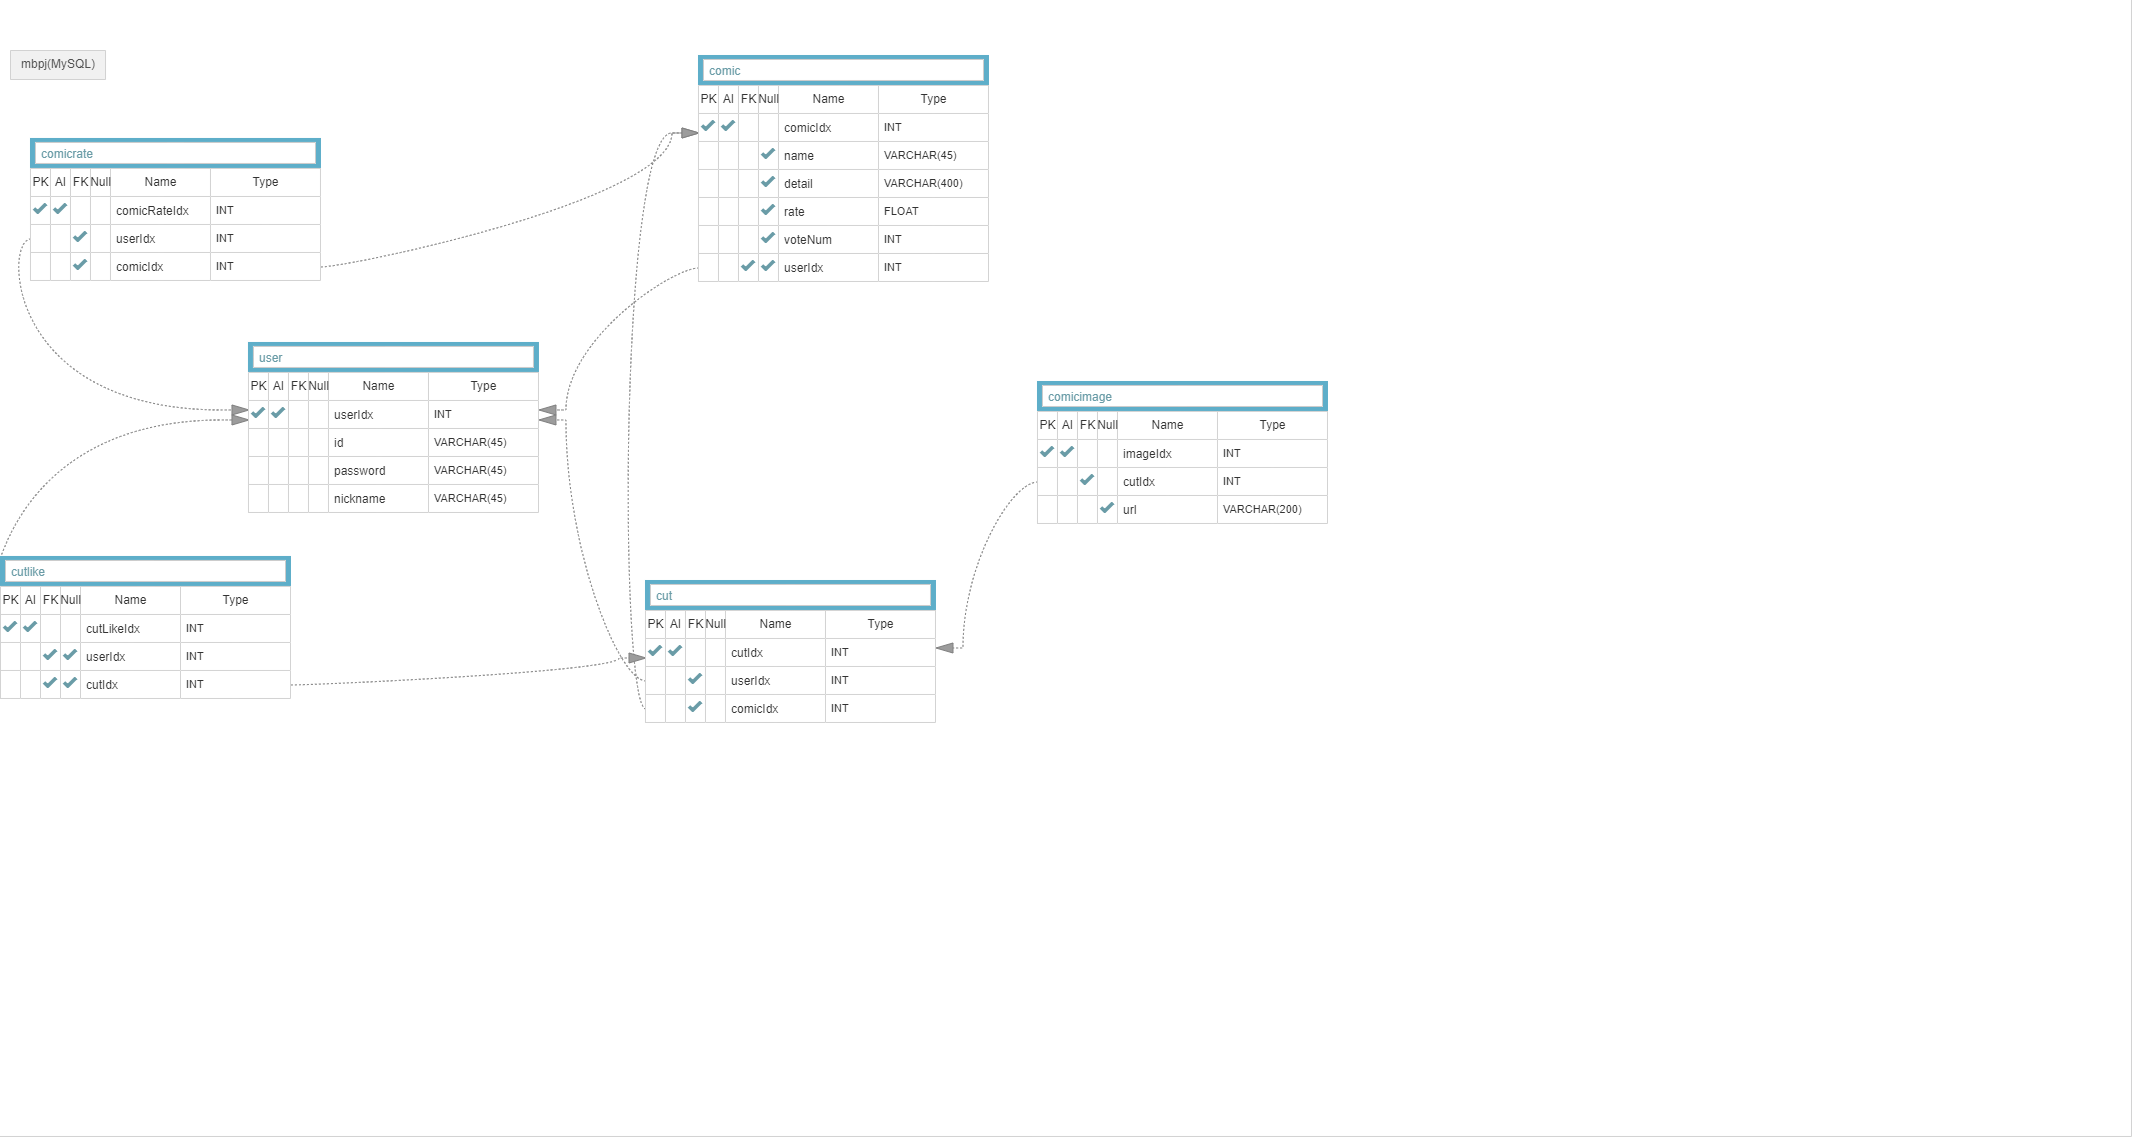 mbpj(MySQL)
comic
PK AI FK Null Name Type
comicIdx INT
name VARCHAR(45)
detail VARCHAR(400)
rate FLOAT
voteNum INT
userIdx INT
comicrate
PK AI FK Null Name Type
comicRateIdx INT
userIdx INT
comicIdx INT
user
PK AI FK Null Name Type
userIdx INT
id VARCHAR(45)
password VARCHAR(45)
nickname VARCHAR(45)
comicimage
PK AI FK Null Name Type
imageIdx INT
cutIdx INT
url VARCHAR(200)
cutlike
PK AI FK Null Name Type
cutLikeIdx INT
userIdx INT
cutIdx INT
cut
PK AI FK Null Name Type
cutIdx INT
userIdx INT
comicIdx INT